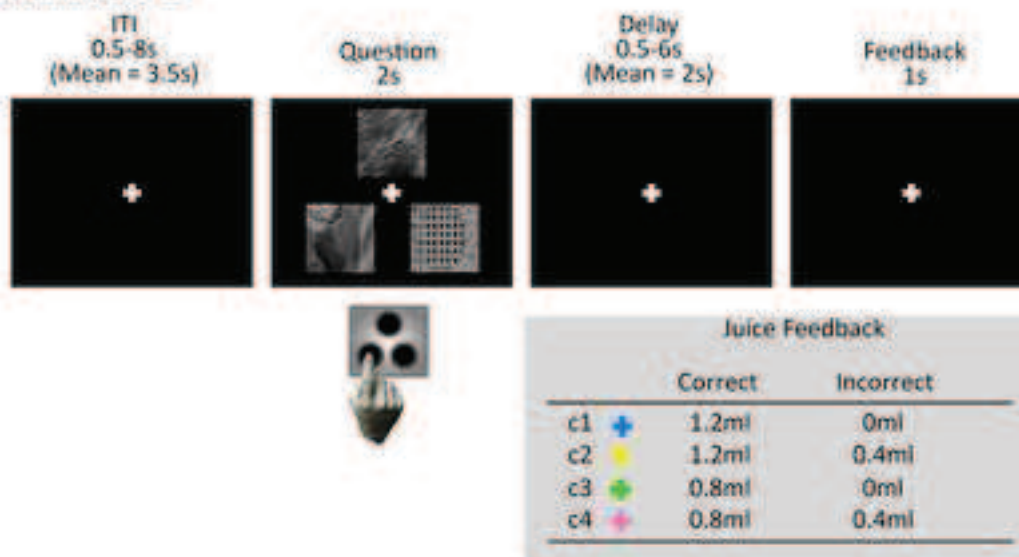 ITI
0.5-8s
(Mean = 3.5s)
Question
2s
Delay
0.5-6s
(Mean = 2s)
Feedback
1s
Juice Feedback
Correct Incorrect
c1 1.2ml 0ml
c2 1.2ml 0.4ml
c3 0.8ml 0ml
c4 0.8ml 0.4ml